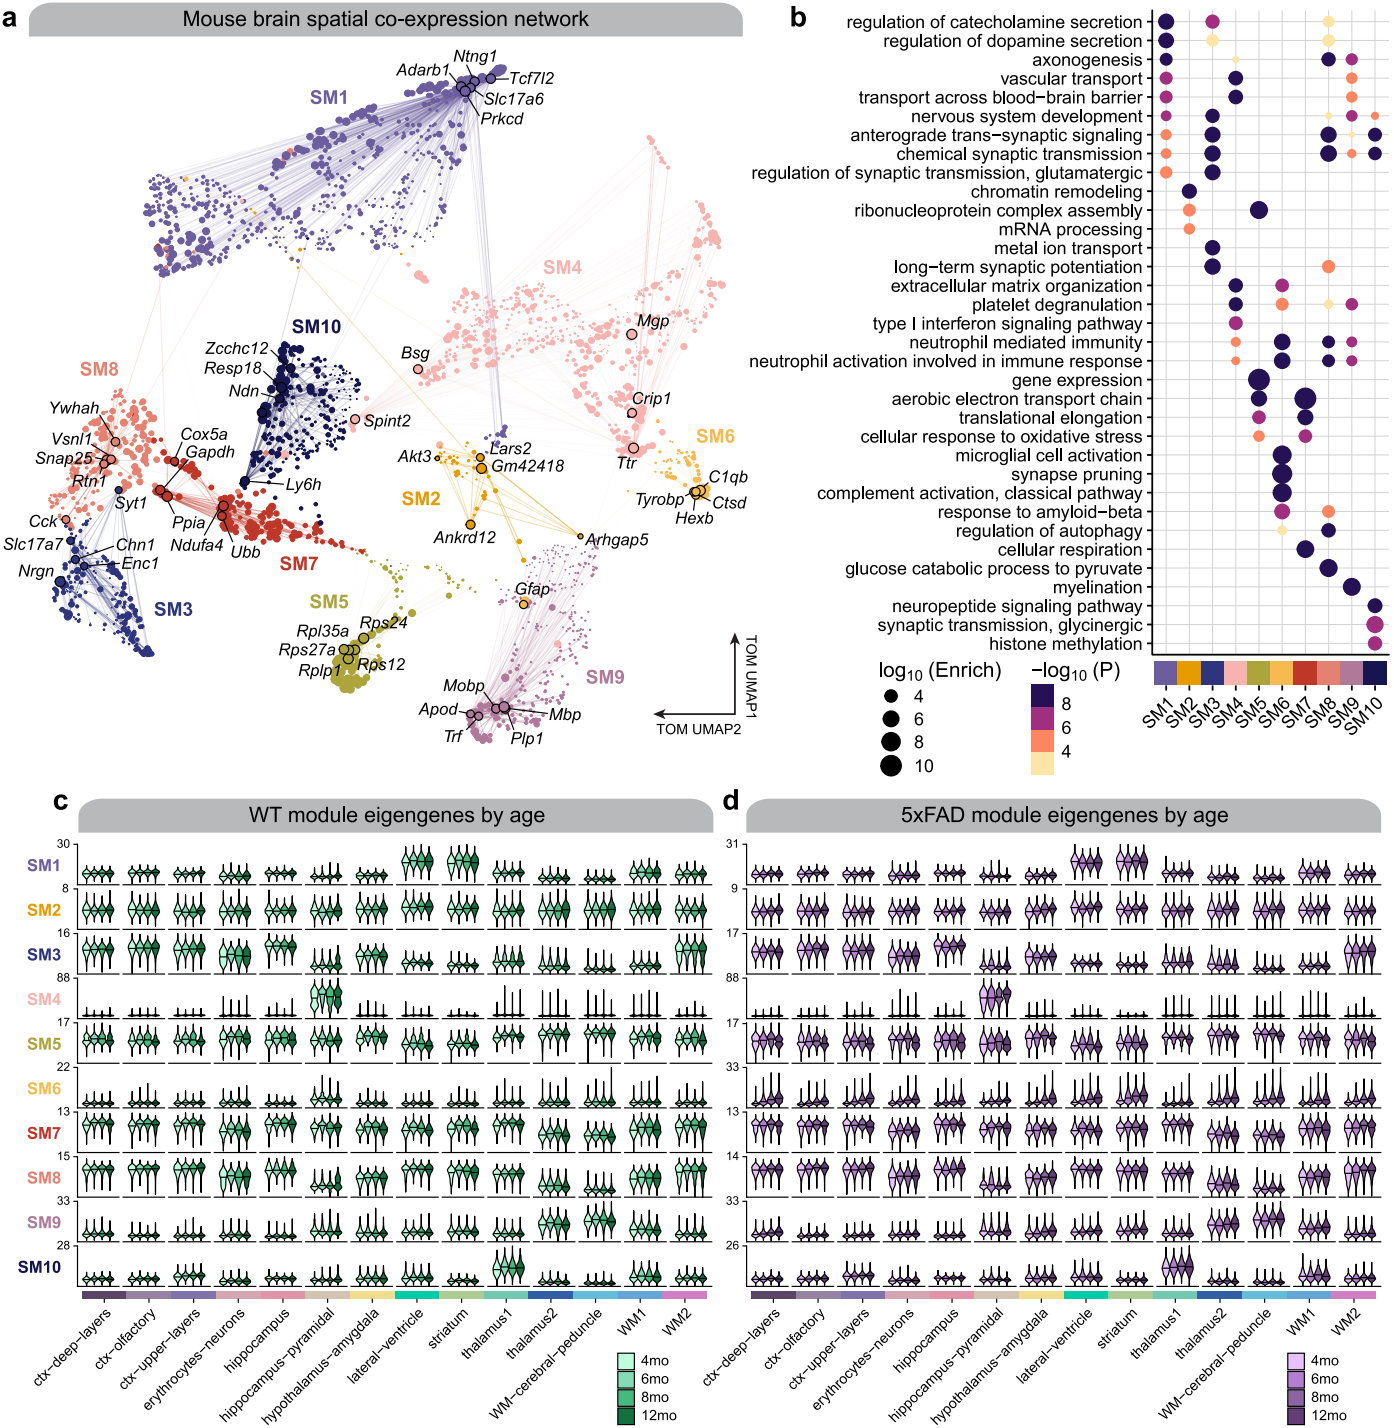 a
Mouse brain spatial co-expression network
Ntng1
Adarb1
Tcf7l2
SM1
Slc17a6
Prkcd
SM4
SM10
Mgp
Zcchc12
Resp18
Bsg
SM8
Ndn
Ywhah
Crip1
Cox5a
Spint2
Vsnl1
Gapdh
SM6
Snap25
Akt3
Lars2
Ttr
Gm42418
C1qb
Rtn1
Ly6h
SM2
Tyrobp
Ctsd
Syt1
Hexb
Cck
Ppia
Ankrd12
Slc17a7
Chn1
Ndufa4
Ubb
Arhgap5
Enc1
SM7
Nrgn
Gfap
SM3
SM5
Rps24
Rpl35a
Rps27a
Rplp1
Rps12
SM9
Mobp
Apod
Mbp
Trf
Plp1
TOM UMAP1
TOM UMAP2
b
regulation of catecholamine secretion
regulation of dopamine secretion
axonogenesis
vascular transport
transport across blood−brain barrier
nervous system development
anterograde trans−synaptic signaling
chemical synaptic transmission
regulation of synaptic transmission, glutamatergic
chromatin remodeling
ribonucleoprotein complex assembly
mRNA processing
metal ion transport
long−term synaptic potentiation
extracellular matrix organization
platelet degranulation
type I interferon signaling pathway
neutrophil mediated immunity
neutrophil activation involved in immune response
gene expression
aerobic electron transport chain
translational elongation
cellular response to oxidative stress
microglial cell activation
synapse pruning
complement activation, classical pathway
response to amyloid−beta
regulation of autophagy
cellular respiration
glucose catabolic process to pyruvate
myelination
neuropeptide signaling pathway
synaptic transmission, glycinergic
histone methylation
log10 (Enrich)
4
6
8
10
−log10 (P)
8
6
4
SM1 SM2 SM3 SM4 SM5 SM6 SM7 SM8 SM9 SM10
c
WT module eigengenes by age
SM1 30
SM2 8
SM3 16
SM4 88
SM5 17
SM6 22
SM7 13
SM8 15
SM9 33
SM10 28
ctx−deep−layers
ctx−olfactory
ctx−upper−layers
erythrocytes−neurons
hippocampus
hippocampus−pyramidal
hypothalamus−amygdala
lateral−ventricle
striatum
thalamus1
thalamus2
WM−cerebral−peduncle
WM1
WM2
4mo
6mo
8mo
12mo
d
5xFAD module eigengenes by age
31
9
17
88
17
33
13
14
33
26
ctx−deep−layers
ctx−olfactory
ctx−upper−layers
erythrocytes−neurons
hippocampus
hippocampus−pyramidal
hypothalamus−amygdala
lateral−ventricle
striatum
thalamus1
thalamus2
WM−cerebral−peduncle
WM1
WM2
4mo
6mo
8mo
12mo